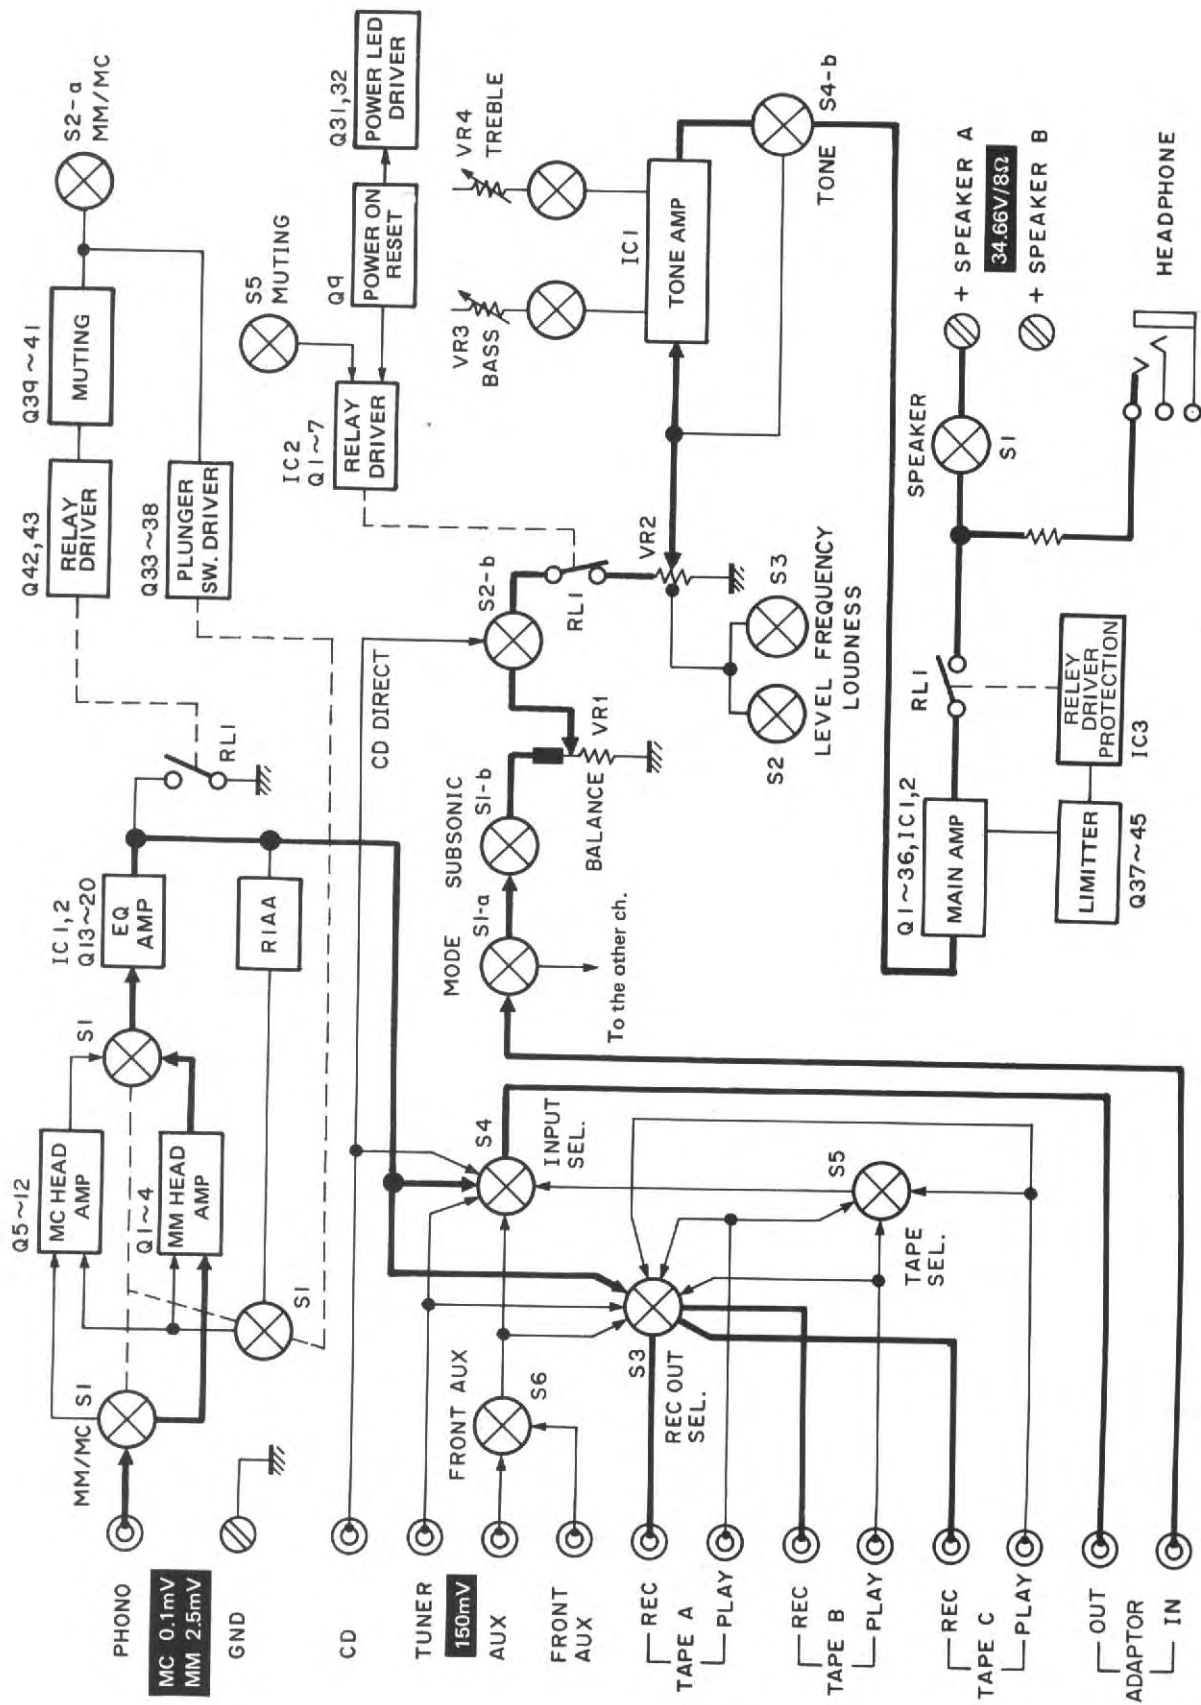 PHONO
MC 0.1mV
MM 2.5mV
GND
CD
TUNER
150mV
AUX
FRONT
AUX
REC
TAPE A
PLAY
REC
TAPE B
PLAY
REC
TAPE C
PLAY
OUT
ADAPTOR
IN
MM/MC S1
Q5~12
MC HEAD
AMP
Q1~4
MM HEAD
AMP
S1
S1
IC1,2
Q13~20
EQ
AMP
RIAA
RL1
Q42,43
RELAY
DRIVER
Q39~41
MUTING
S2-a
MM/MC
Q33~38
PLUNGER
SW. DRIVER
FRONT AUX
S6
S3
REC OUT
SEL.
S4
INPUT
SEL.
S5
TAPE
SEL.
MODE
S1-a
To the other ch.
SUBSONIC
S1-b
BALANCE
VR1
CD DIRECT
S2-b
RL1
VR2
S2
S3
LEVEL FREQUENCY
LOUDNESS
IC2
Q1~7
RELAY
DRIVER
S5
MUTING
Q9
POWER ON
RESET
Q31,32
POWER LED
DRIVER
VR3
BASS
VR4
TREBLE
IC1
TONE AMP
TONE
S4-b
Q1~36,IC1,2
MAIN AMP
LIMITTER
Q37~45
RL1
RELEY
DRIVER
PROTECTION
IC3
SPEAKER
S1
+ SPEAKER A
34.66V/8Ω
+ SPEAKER B
HEADPHONE